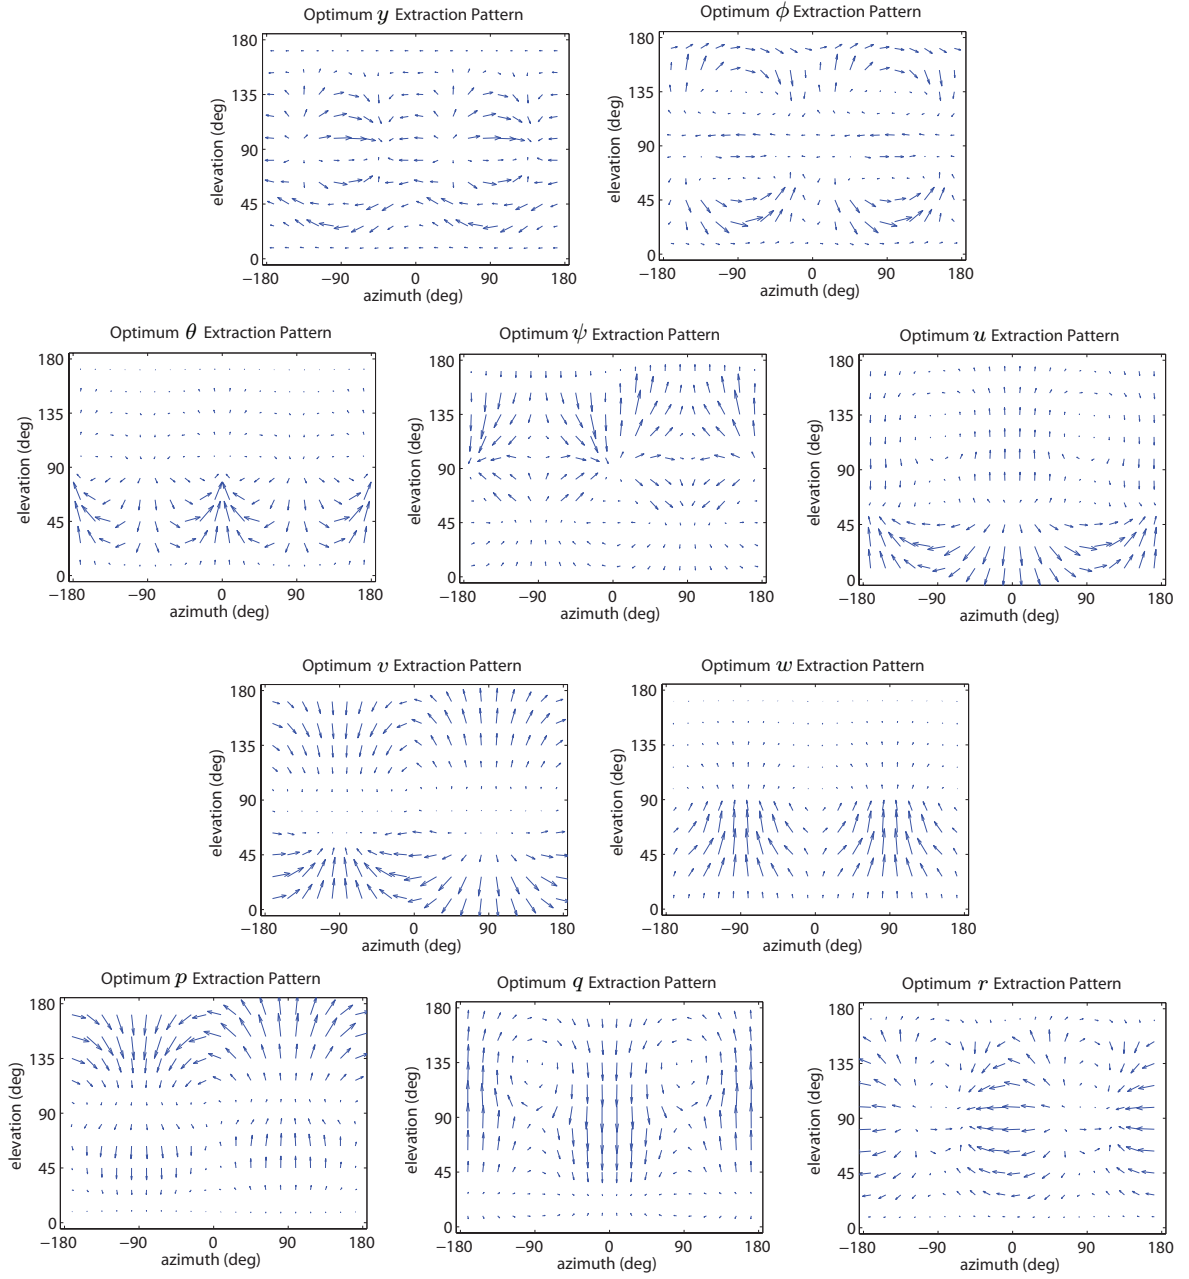 Optimum y Extraction Pattern
180
135
90
45
0
elevation (deg)
−180 −90 0 90 180
azimuth (deg)
Optimum ϕ Extraction Pattern
180
135
90
45
0
elevation (deg)
−180 −90 0 90 180
azimuth (deg)
Optimum θ Extraction Pattern
180
135
90
45
0
elevation (deg)
−180 −90 0 90 180
azimuth (deg)
Optimum ψ Extraction Pattern
180
135
90
45
0
elevation (deg)
−180 −90 0 90 180
azimuth (deg)
Optimum u Extraction Pattern
180
135
90
45
0
elevation (deg)
−180 −90 0 90 180
azimuth (deg)
Optimum v Extraction Pattern
180
135
90
45
0
elevation (deg)
−180 −90 0 90 180
azimuth (deg)
Optimum w Extraction Pattern
180
135
90
45
0
elevation (deg)
−180 −90 0 90 180
azimuth (deg)
Optimum p Extraction Pattern
180
135
90
45
0
elevation (deg)
−180 −90 0 90 180
azimuth (deg)
Optimum q Extraction Pattern
180
135
90
45
0
elevation (deg)
−180 −90 0 90 180
azimuth (deg)
Optimum r Extraction Pattern
180
135
90
45
0
elevation (deg)
−180 −90 0 90 180
azimuth (deg)